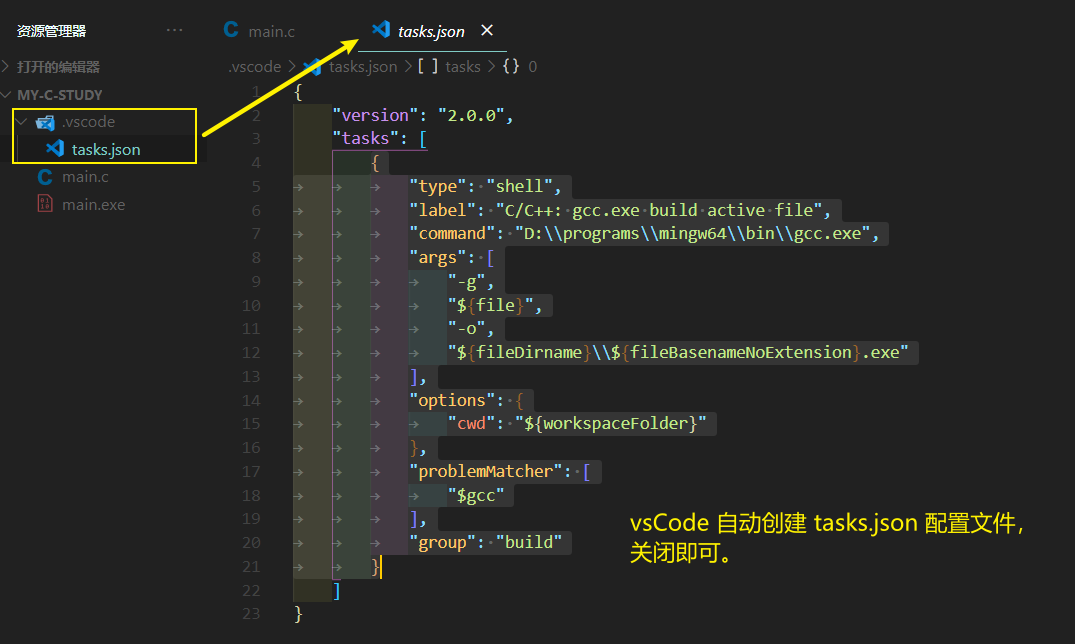 资源管理器 ...
main.c
tasks.json
打开的编辑器
.vscode > tasks.json > [ ] tasks > {} 0
MY-C-STUDY
.vscode
tasks.json
main.c
main.exe
1 {
2 "version": "2.0.0",
3 "tasks": [
4 {
5 "type": "shell",
6 "label": "C/C++: gcc.exe build active file",
7 "command": "D:\\programs\\mingw64\\bin\\gcc.exe",
8 "args": [
9 "-g",
10 "${file}",
11 "-o",
12 "${fileDirname}\\${fileBasenameNoExtension}.exe"
13 ],
14 "options": {
15 "cwd": "${workspaceFolder}"
16 },
17 "problemMatcher": [
18 "$gcc"
19 ],
20 "group": "build"
21 }
22 ]
23 }
vsCode 自动创建 tasks.json 配置文件，
关闭即可。